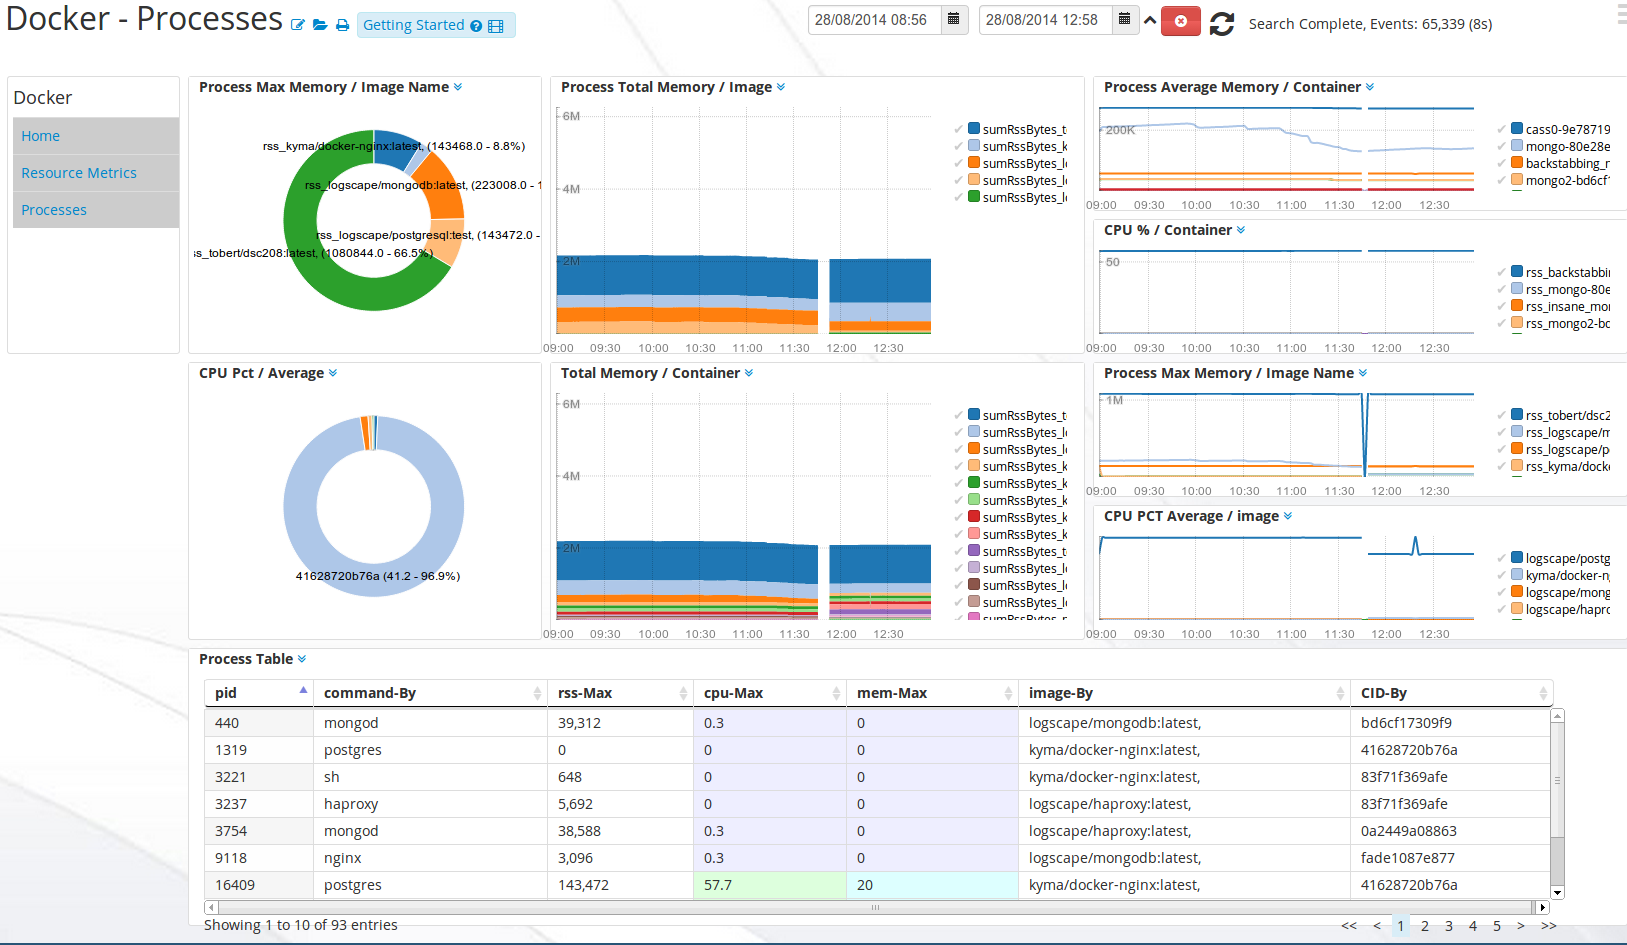 Docker - Processes
Getting Started
28/08/2014 08:56
28/08/2014 12:58
Search Complete, Events: 65,339 (8s)
Docker
Home
Resource Metrics
Processes
Process Max Memory / Image Name
rss_kyma/docker-nginx:latest, (143468.0 - 8.8%)
rss_logscape/mongodb:latest, (223008.0 - 1
rss_logscape/postgresql:test, (143472.0 -
ss_tobert/dsc208:latest, (1080844.0 - 66.5%)
Process Total Memory / Image
6M
4M
2M
09:00 09:30 10:00 10:30 11:00 11:30 12:00 12:30
sumRssBytes_t
sumRssBytes_k
sumRssBytes_l
sumRssBytes_l
sumRssBytes_l
Process Average Memory / Container
200K
09:00 09:30 10:00 10:30 11:00 11:30 12:00 12:30
cass0-9e78719
mongo-80e28e
backstabbing_r
mongo2-bd6cf
CPU % / Container
50
09:00 09:30 10:00 10:30 11:00 11:30 12:00 12:30
rss_backstabbi
rss_mongo-80e
rss_insane_mo
rss_mongo2-bc
CPU Pct / Average
41628720b76a (41.2 - 96.9%)
Total Memory / Container
6M
4M
2M
09:00 09:30 10:00 10:30 11:00 11:30 12:00 12:30
sumRssBytes_t
sumRssBytes_l
sumRssBytes_l
sumRssBytes_k
sumRssBytes_k
sumRssBytes_k
sumRssBytes_k
sumRssBytes_k
sumRssBytes_t
sumRssBytes_l
sumRssBytes_l
sumRssBytes_l
Process Max Memory / Image Name
1M
09:00 09:30 10:00 10:30 11:00 11:30 12:00 12:30
rss_tobert/dsc2
rss_logscape/m
rss_logscape/p
rss_kyma/dock
CPU PCT Average / image
09:00 09:30 10:00 10:30 11:00 11:30 12:00 12:30
logscape/postg
kyma/docker-n
logscape/mong
logscape/hapro
Process Table
pid command-By rss-Max cpu-Max mem-Max image-By CID-By
440 mongod 39,312 0.3 0 logscape/mongodb:latest, bd6cf17309f9
1319 postgres 0 0 0 kyma/docker-nginx:latest, 41628720b76a
3221 sh 648 0 0 kyma/docker-nginx:latest, 83f71f369afe
3237 haproxy 5,692 0 0 logscape/haproxy:latest, 83f71f369afe
3754 mongod 38,588 0.3 0 logscape/haproxy:latest, 0a2449a08863
9118 nginx 3,096 0.3 0 logscape/mongodb:latest, fade1087e877
16409 postgres 143,472 57.7 20 kyma/docker-nginx:latest, 41628720b76a
Showing 1 to 10 of 93 entries
<< < 1 2 3 4 5 > >>